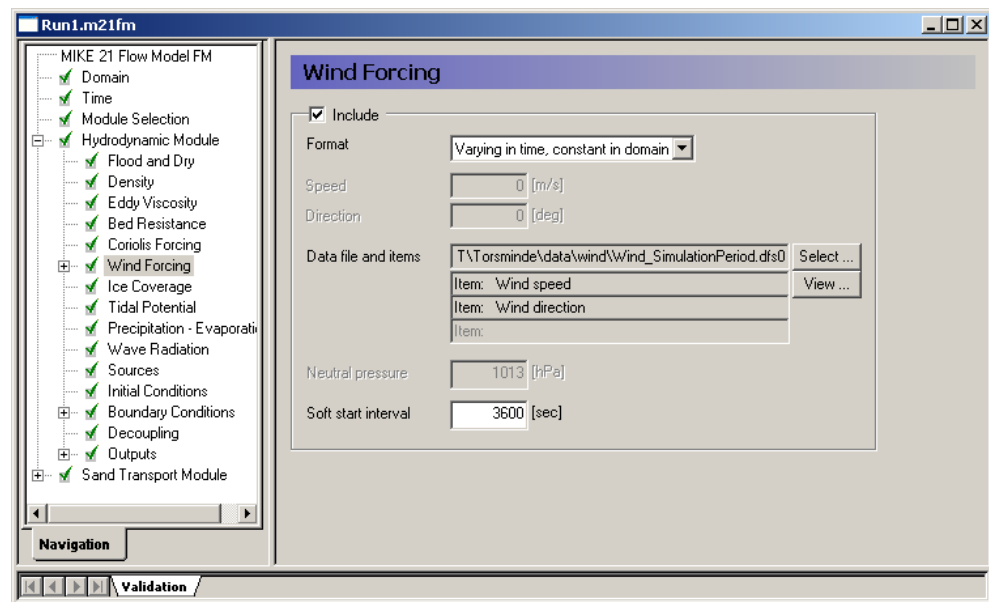 Run1.m21fm
MIKE 21 Flow Model FM
Domain
Time
Module Selection
Hydrodynamic Module
Flood and Dry
Density
Eddy Viscosity
Bed Resistance
Coriolis Forcing
Wind Forcing
Ice Coverage
Tidal Potential
Precipitation - Evaporati
Wave Radiation
Sources
Initial Conditions
Boundary Conditions
Decoupling
Outputs
Sand Transport Module
Navigation
Wind Forcing
Include
Format Varying in time, constant in domain
Speed 0 [m/s]
Direction 0 [deg]
Data file and items T\Torsminde\data\wind\Wind_SimulationPeriod.dfs0 Select ...
Item: Wind speed View ...
Item: Wind direction
Item:
Neutral pressure 1013 [hPa]
Soft start interval 3600 [sec]
Validation